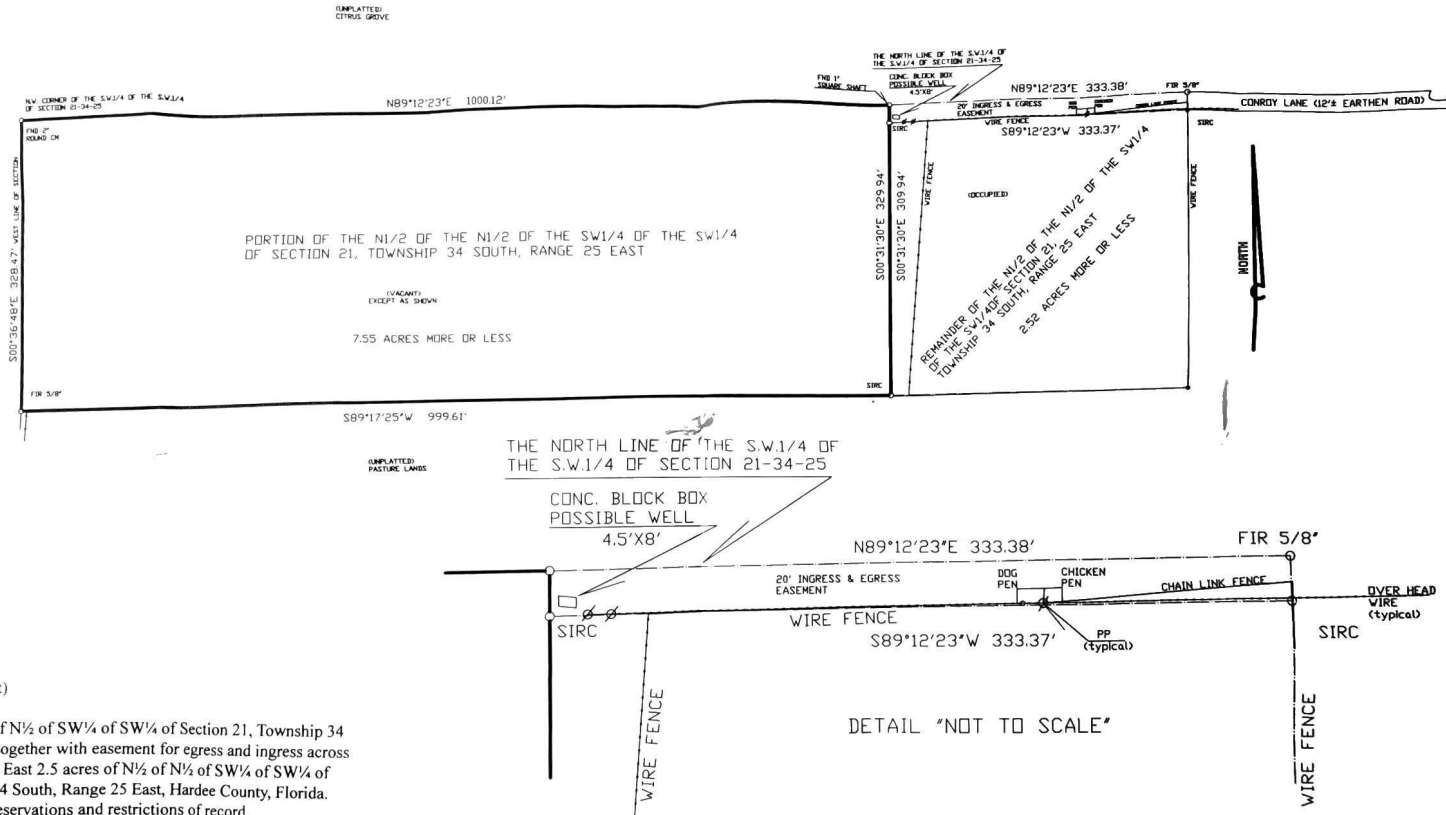 (UNPLATTED)
CITRUS GROVE
THE NORTH LINE OF THE S.W.1/4 OF
THE S.W.1/4 OF SECTION 21-34-25
FND 1"
SQUARE SHAFT
CONC. BLOCK BOX
POSSIBLE WELL
4.5'X8'
N89°12'23"E 333.38'
FIR 5/8"
N.W. CORNER OF THE S.W.1/4 OF THE S.W.1/4
OF SECTION 21-34-25
N89°12'23"E 1000.12'
20' INGRESS & EGRESS
EASEMENT
DOG
PEN
CHICKEN
PEN
CHAIN LINK FENCE
CONROY LANE (12'± EARTHEN ROAD)
FND 2"
ROUND CM
SIRC
WIRE FENCE
S89°12'23"W 333.37'
SIRC
S00°36'48"E 328.47' WEST LINE OF SECTION
S00°31'30"E 329.94'
S00°31'30"E 309.94'
WIRE FENCE
(OCCUPIED)
WIRE FENCE
PORTION OF THE N1/2 OF THE N1/2 OF THE SW1/4 OF THE SW1/4
OF SECTION 21, TOWNSHIP 34 SOUTH, RANGE 25 EAST
REMAINDER OF THE N1/2 OF THE N1/2 OF THE SW1/4
OF THE SW1/4OF SECTION 21,
TOWNSHIP 34 SOUTH, RANGE 25 EAST
2.52 ACRES MORE OR LESS
NORTH
(VACANT)
EXCEPT AS SHOWN
7.55 ACRES MORE OR LESS
FIR 5/8"
SIRC
S89°17'25"W 999.61'
(UNPLATTED)
PASTURE LANDS
THE NORTH LINE OF THE S.W.1/4 OF
THE S.W.1/4 OF SECTION 21-34-25
CONC. BLOCK BOX
POSSIBLE WELL
4.5'X8'
N89°12'23"E 333.38'
FIR 5/8"
20' INGRESS & EGRESS
EASEMENT
DOG
PEN
CHICKEN
PEN
CHAIN LINK FENCE
OVER HEAD
WIRE
(typical)
SIRC
WIRE FENCE
S89°12'23"W 333.37'
PP
(typical)
SIRC
WIRE FENCE
DETAIL "NOT TO SCALE"
WIRE FENCE
f N½ of SW¼ of SW¼ of Section 21, Township 34
ogether with easement for egress and ingress across
East 2.5 acres of N½ of N½ of SW¼ of SW¼ of
4 South, Range 25 East, Hardee County, Florida.
eservations and restrictions of record